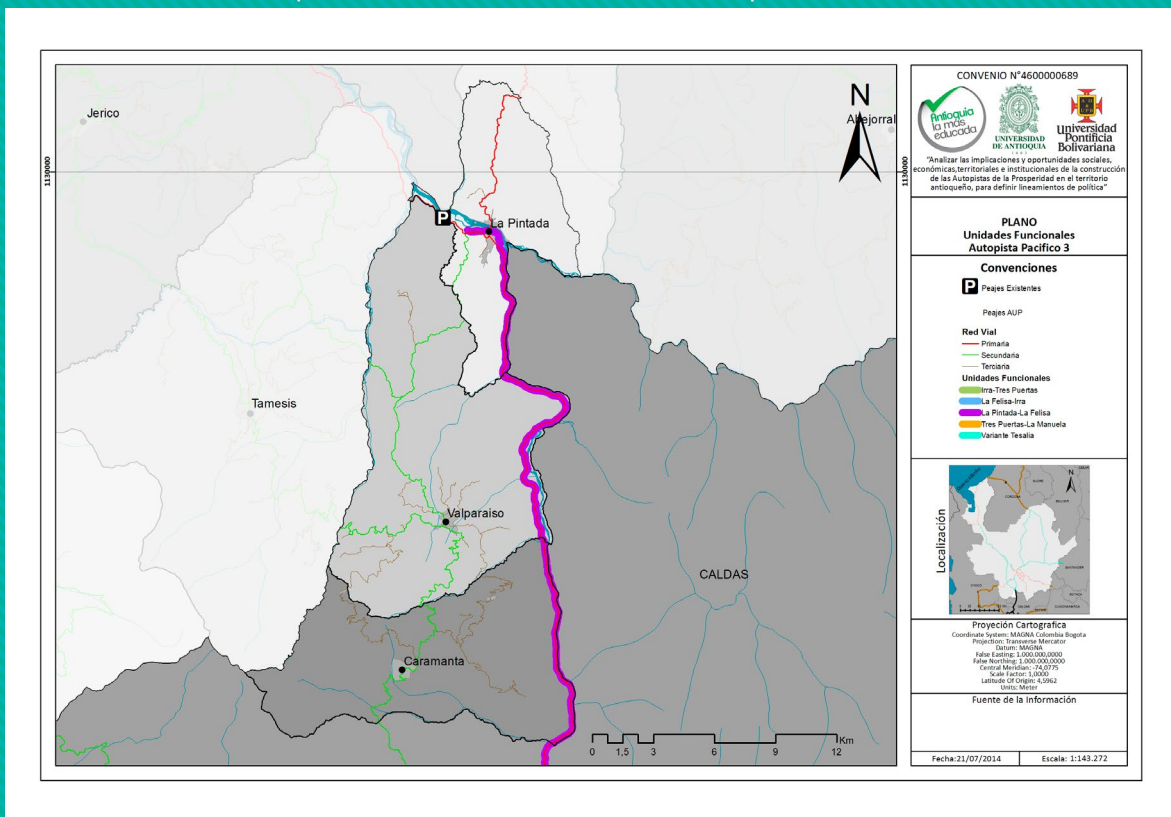 Jerico
N
Abejorral
1130000
1130000
P
La Pintada
Tamesis
Valparaiso
CALDAS
Caramanta
Km
0 1,5 3 6 9 12
CONVENIO N°4600000689
Antioquia
la más
educada
UNIVERSIDAD
DE ANTIOQUIA
1803
Universidad
Pontificia
Bolivariana
"Analizar las implicaciones y oportunidades sociales,
económicas,territoriales e institucionales de la construcción
de las Autopistas de la Prosperidad en el territorio
antioqueño, para definir lineamientos de política"
PLANO
Unidades Funcionales
Autopista Pacifico 3
Convenciones
P Peajes Existentes
Peajes AUP
Red Vial
Primaria
Secundaria
Terciaria
Unidades Funcionales
Irra-Tres Puertas
La Felisa-Irra
La Pintada-La Felisa
Tres Puertas-La Manuela
Variante Tesalia
Localización
N
Proyeción Cartografica
Coordinate System: MAGNA Colombia Bogota
Projection: Transverse Mercator
Datum: MAGNA
False Easting: 1.000.000,0000
False Northing: 1.000.000,0000
Central Meridian: -74,0775
Scale Factor: 1,0000
Latitude Of Origin: 4,5962
Units: Meter
Fuente de la Información
Fecha:21/07/2014
Escala: 1:143.272